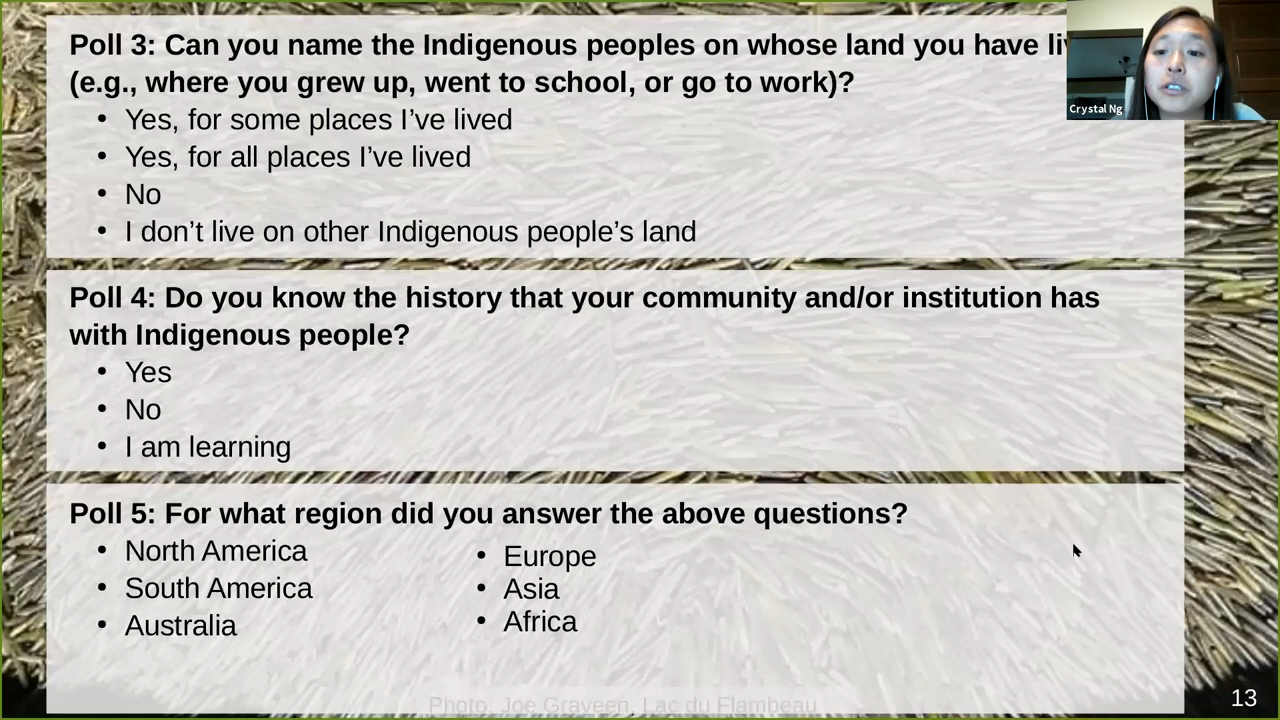 Poll 3: Can you name the Indigenous peoples on whose land you have
(e.g., where you grew up, went to school, or go to work)?
• Yes, for some places I’ve lived
• Yes, for all places I’ve lived
• No
• I don’t live on other Indigenous people’s land
Crystal Ng
Poll 4: Do you know the history that your community and/or institution has
with Indigenous people?
• Yes
• No
• I am learning
Poll 5: For what region did you answer the above questions?
• North America
• South America
• Australia
• Europe
• Asia
• Africa
Photo: Joe Graveen, Lac du Flambeau
13